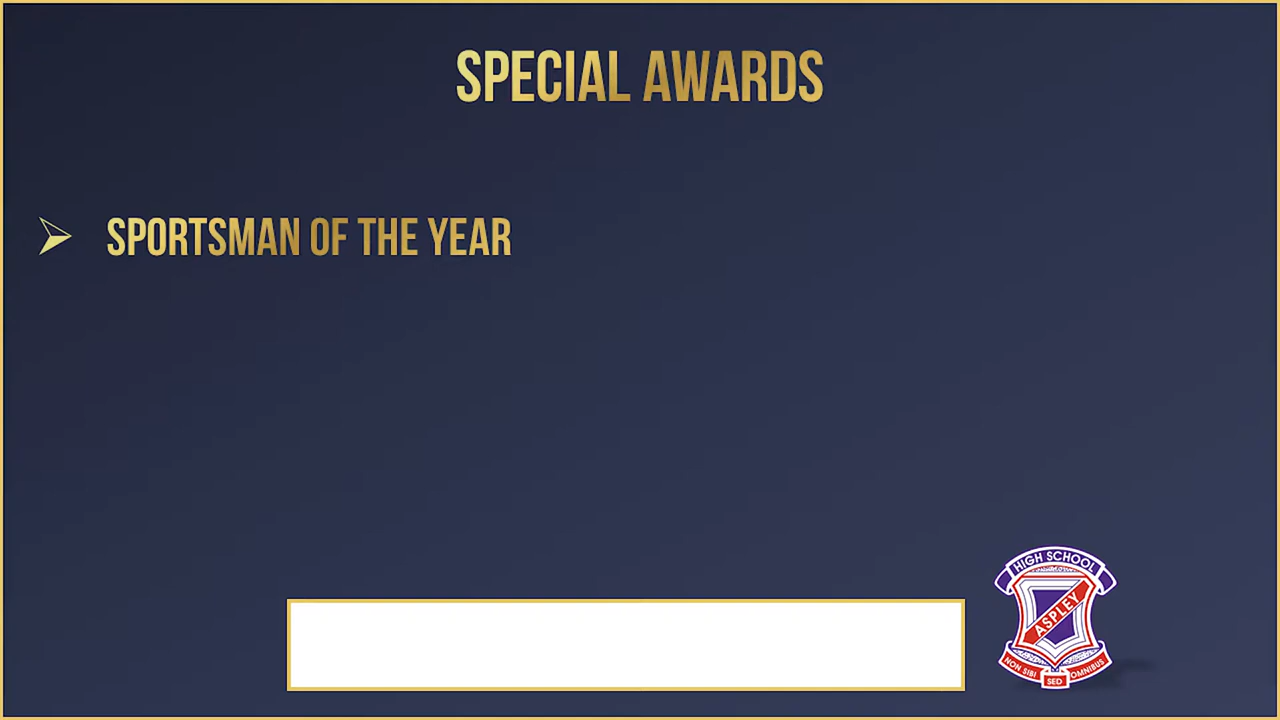 SPECIAL AWARDS
SPORTSMAN OF THE YEAR
HIGH SCHOOL
ASPLEY
NON SIBI SED OMNIBUS